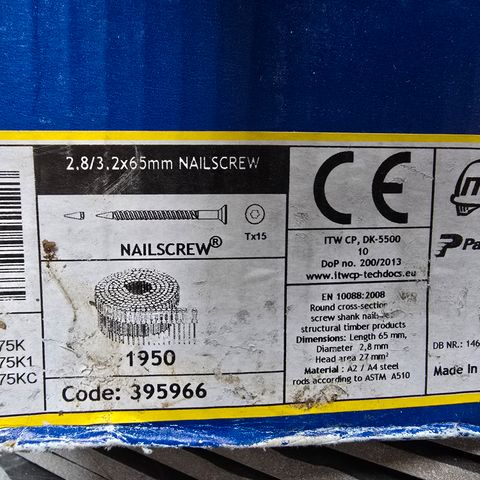 2.8/3.2x65mm NAILSCREW
Tx15
NAILSCREW®
1950
Code: 395966
75K
75K1
75KC
CE
ITW CP, DK-5500
10
DoP no. 200/2013
www.itwcp-techdocs.eu
EN 10088:2008
Round cross-section
screw shank nail
structural timber products
Dimensions: Length 65 mm,
Diameter 2,8 mm
Head area 27 mm²
Material : A2 / A4 steel
rods according to ASTM A510
IT
Pa
DB NR.: 146
Made in